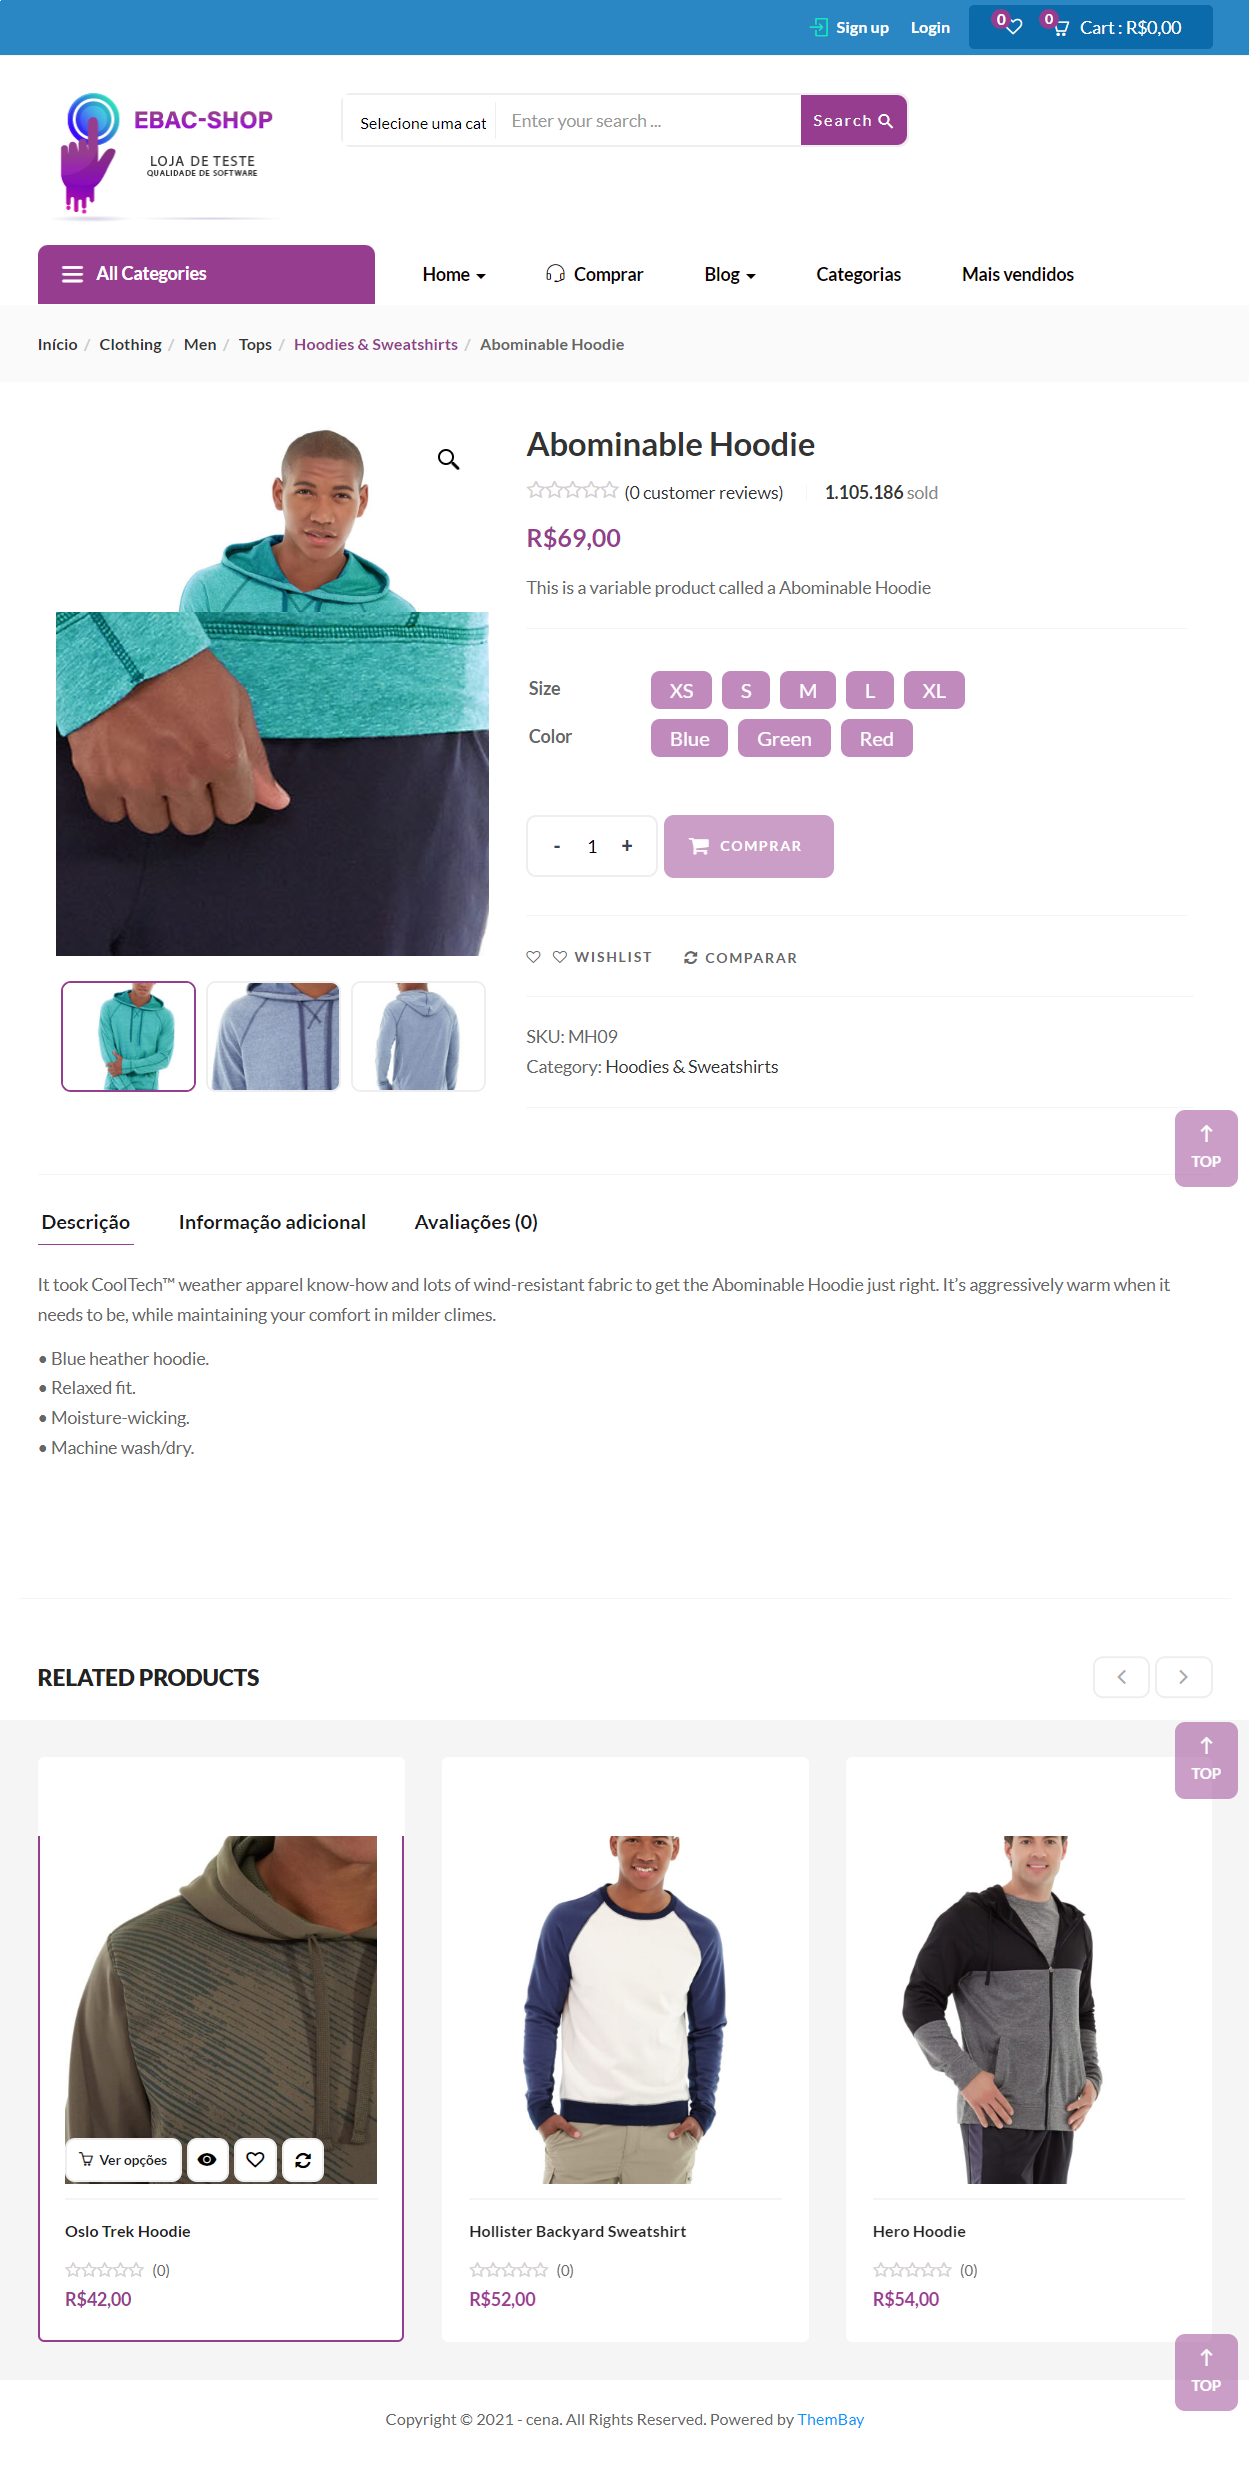 Sign up Login 0 0 Cart : R$0,00
EBAC-SHOP
LOJA DE TESTE
QUALIDADE DE SOFTWARE
Selecione uma cat Enter your search ... Search
All Categories Home Comprar Blog Categorias Mais vendidos
Início / Clothing / Men / Tops / Hoodies & Sweatshirts / Abominable Hoodie
Abominable Hoodie
(0 customer reviews) 1.105.186 sold
R$69,00
This is a variable product called a Abominable Hoodie
Size XS S M L XL
Color Blue Green Red
- 1 + COMPRAR
WISHLIST COMPARAR
SKU: MH09
Category: Hoodies & Sweatshirts
TOP
Descrição Informação adicional Avaliações (0)
It took CoolTech™ weather apparel know-how and lots of wind-resistant fabric to get the Abominable Hoodie just right. It’s aggressively warm when it
needs to be, while maintaining your comfort in milder climes.
• Blue heather hoodie.
• Relaxed fit.
• Moisture-wicking.
• Machine wash/dry.
RELATED PRODUCTS
TOP
Ver opções
Oslo Trek Hoodie Hollister Backyard Sweatshirt Hero Hoodie
(0) (0) (0)
R$42,00 R$52,00 R$54,00
TOP
Copyright © 2021 - cena. All Rights Reserved. Powered by ThemBay